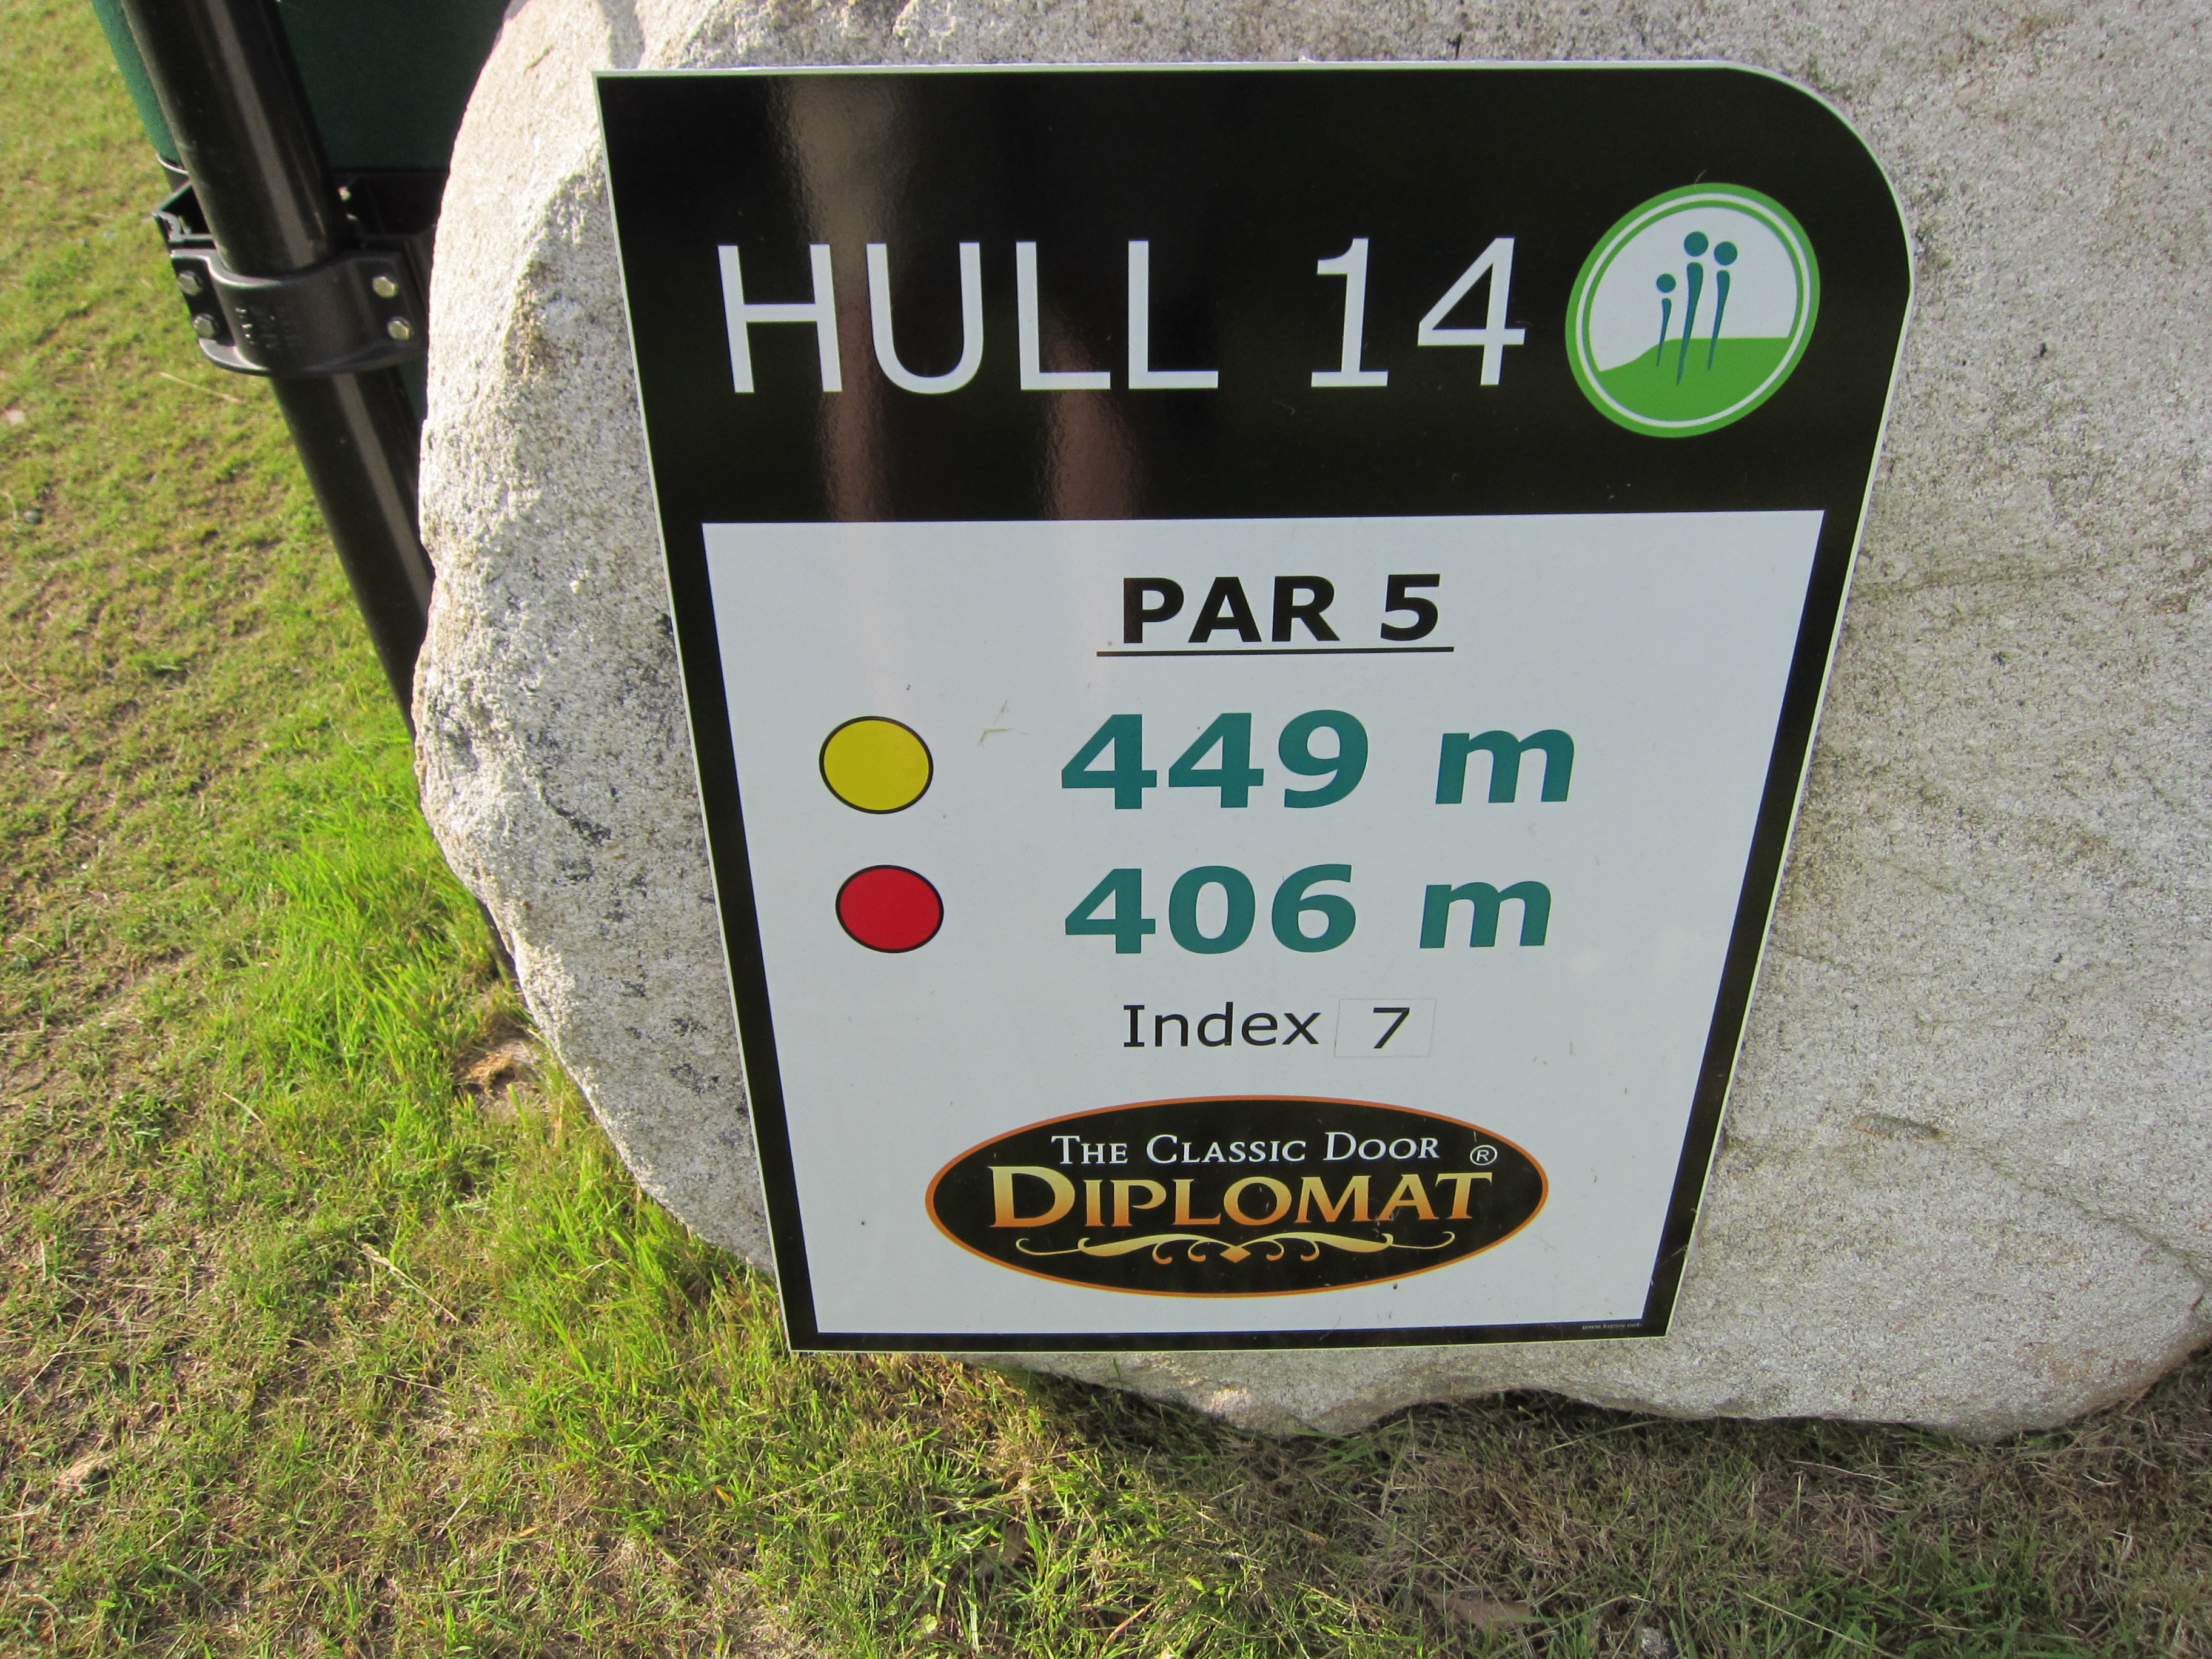 HULL 14
PAR 5
449 m
406 m
Index 7
THE CLASSIC DOOR ®
DIPLOMAT